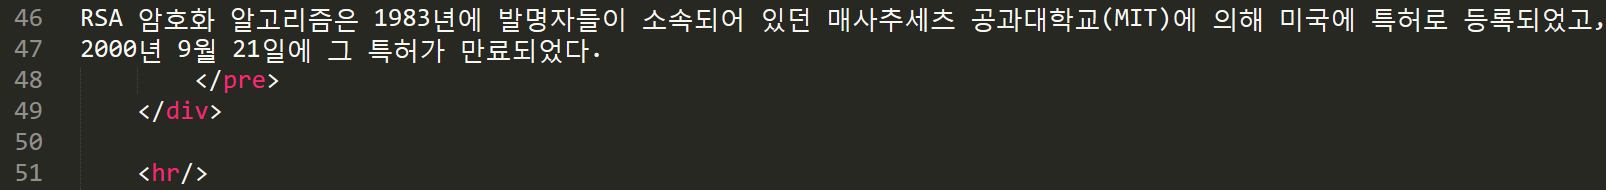 46 RSA 암호화 알고리즘은 1983년에 발명자들이 소속되어 있던 매사추세츠 공과대학교(MIT)에 의해 미국에 특허로 등록되었고,
47 2000년 9월 21일에 그 특허가 만료되었다.
48 </pre>
49 </div>
50
51 <hr/>